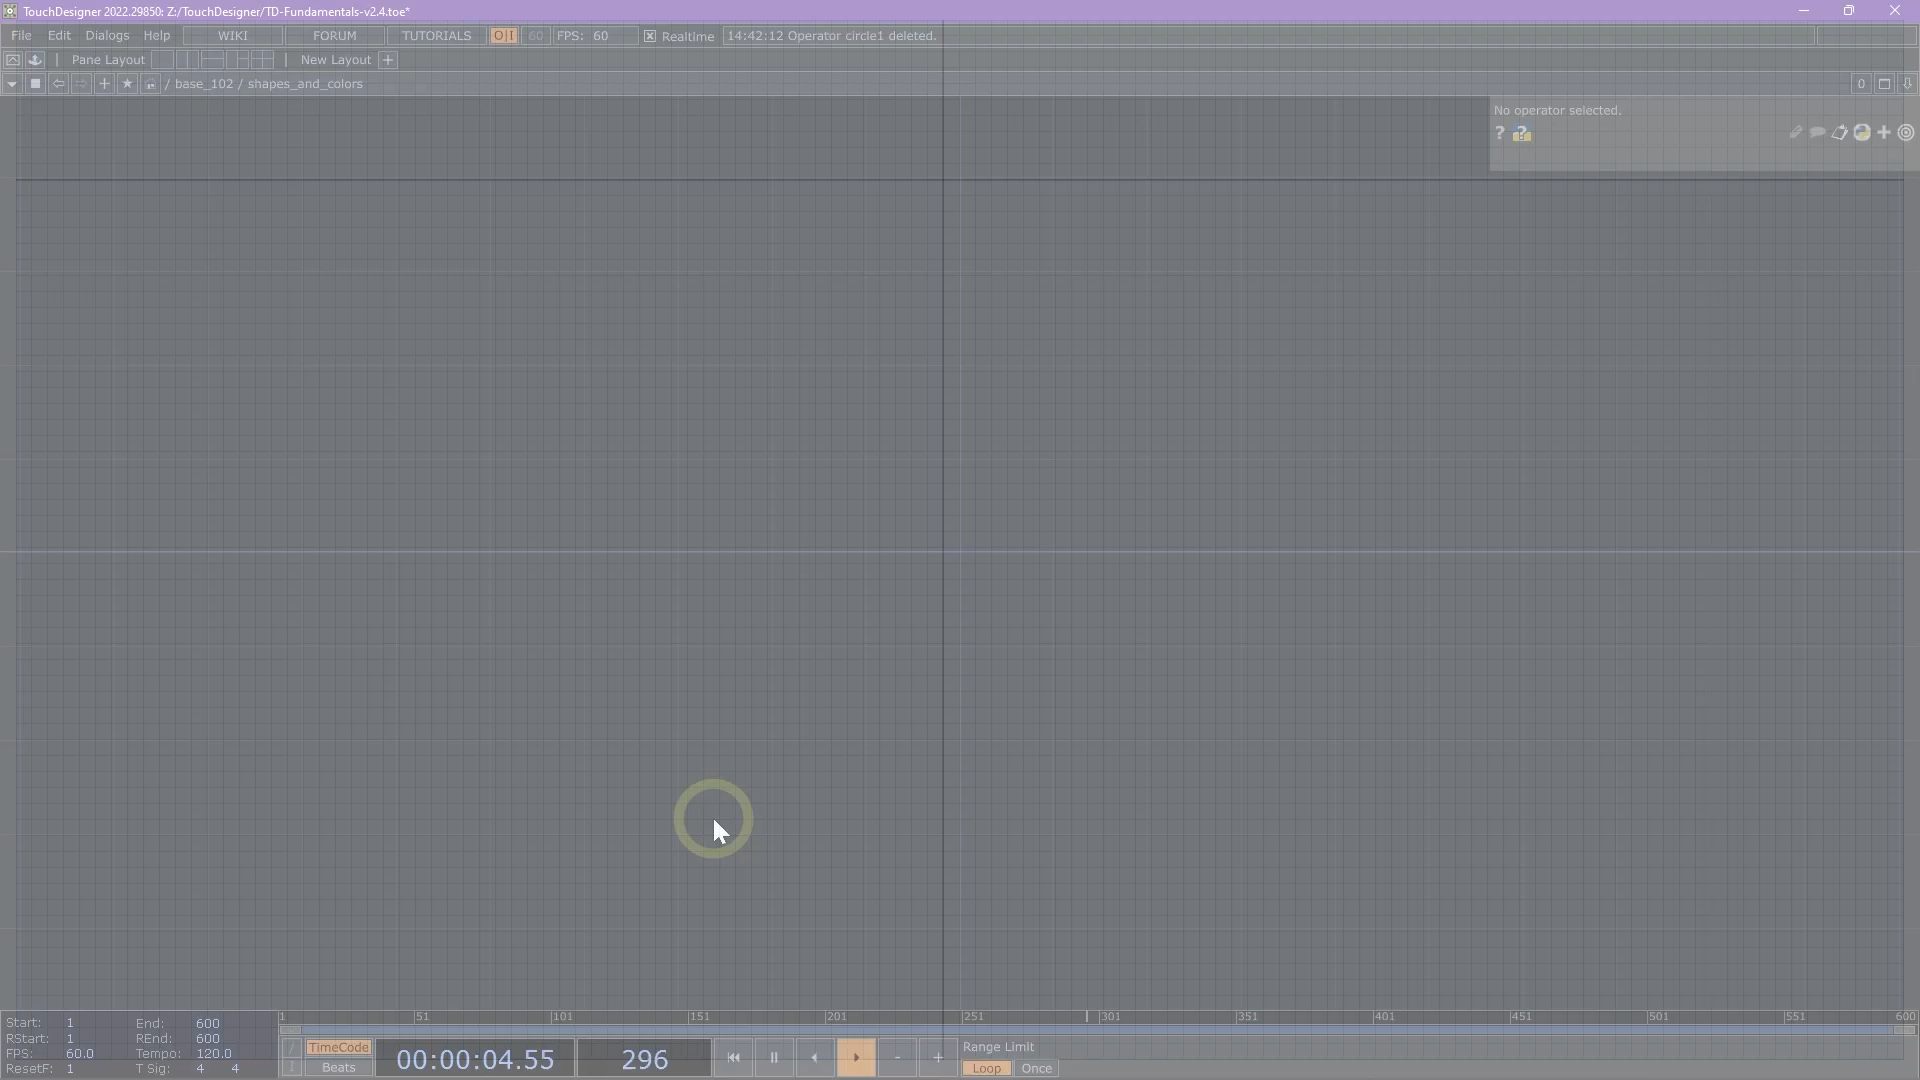 TouchDesigner 2022.29850: Z:/TouchDesigner/TD-Fundamentals-v2.4.toe*
File Edit Dialogs Help WIKI FORUM TUTORIALS O|I 60 FPS: 60 Realtime 14:42:12 Operator circle1 deleted.
Pane Layout New Layout +
/ base_102 / shapes_and_colors 0
No operator selected.
1 51 101 151 201 251 301 351 401 451 501 551 600
Start: 1 End: 600
RStart: 1 REnd: 600
FPS: 60.0 Tempo: 120.0
ResetF: 1 T Sig: 4 4
TimeCode
Beats
00:00:04.55 296
Range Limit
Loop Once